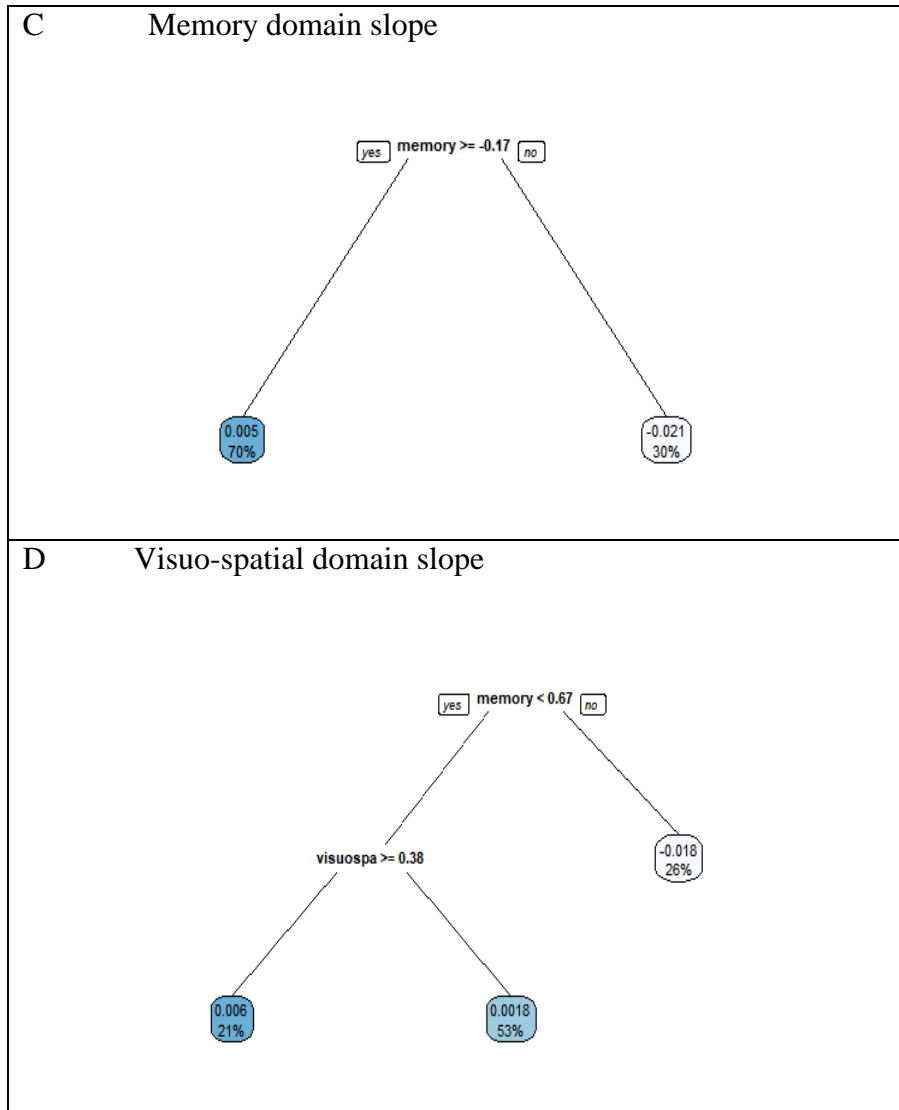 C Memory domain slope
yes memory >= -0.17 no
0.005
70%
-0.021
30%
D Visuo-spatial domain slope
yes memory < 0.67 no
visuospa >= 0.38
-0.018
26%
0.006
21%
0.0018
53%